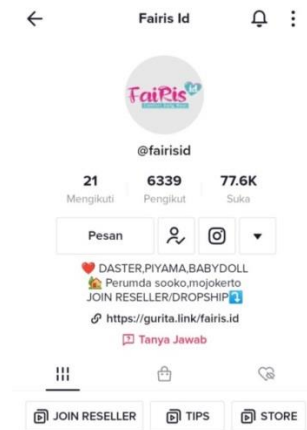 Fairis Id
FaiRis id
@fairisid
21 6339 77.6K
Mengikuti Pengikut Suka
Pesan
DASTER,PIYAMA,BABYDOLL
Perumda sooko,mojokerto
JOIN RESELLER/DROPSHIP
https://gurita.link/fairis.id
Tanya Jawab
JOIN RESELLER TIPS STORE